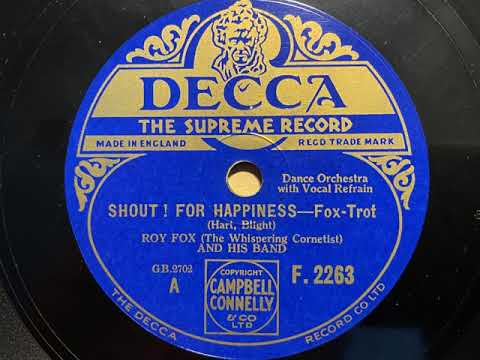 DECCA
THE SUPREME RECORD
MADE IN ENGLAND
REGD TRADE MARK
Dance Orchestra
with Vocal Refrain
SHOUT! FOR HAPPINESS—Fox-Trot
(Hart, Blight)
ROY FOX (The Whispering Cornetist)
AND HIS BAND
GB.2702
A
COPYRIGHT
CAMPBELL
CONNELLY
& CO
LTD
F. 2263
THE DECCA RECORD CO LTD